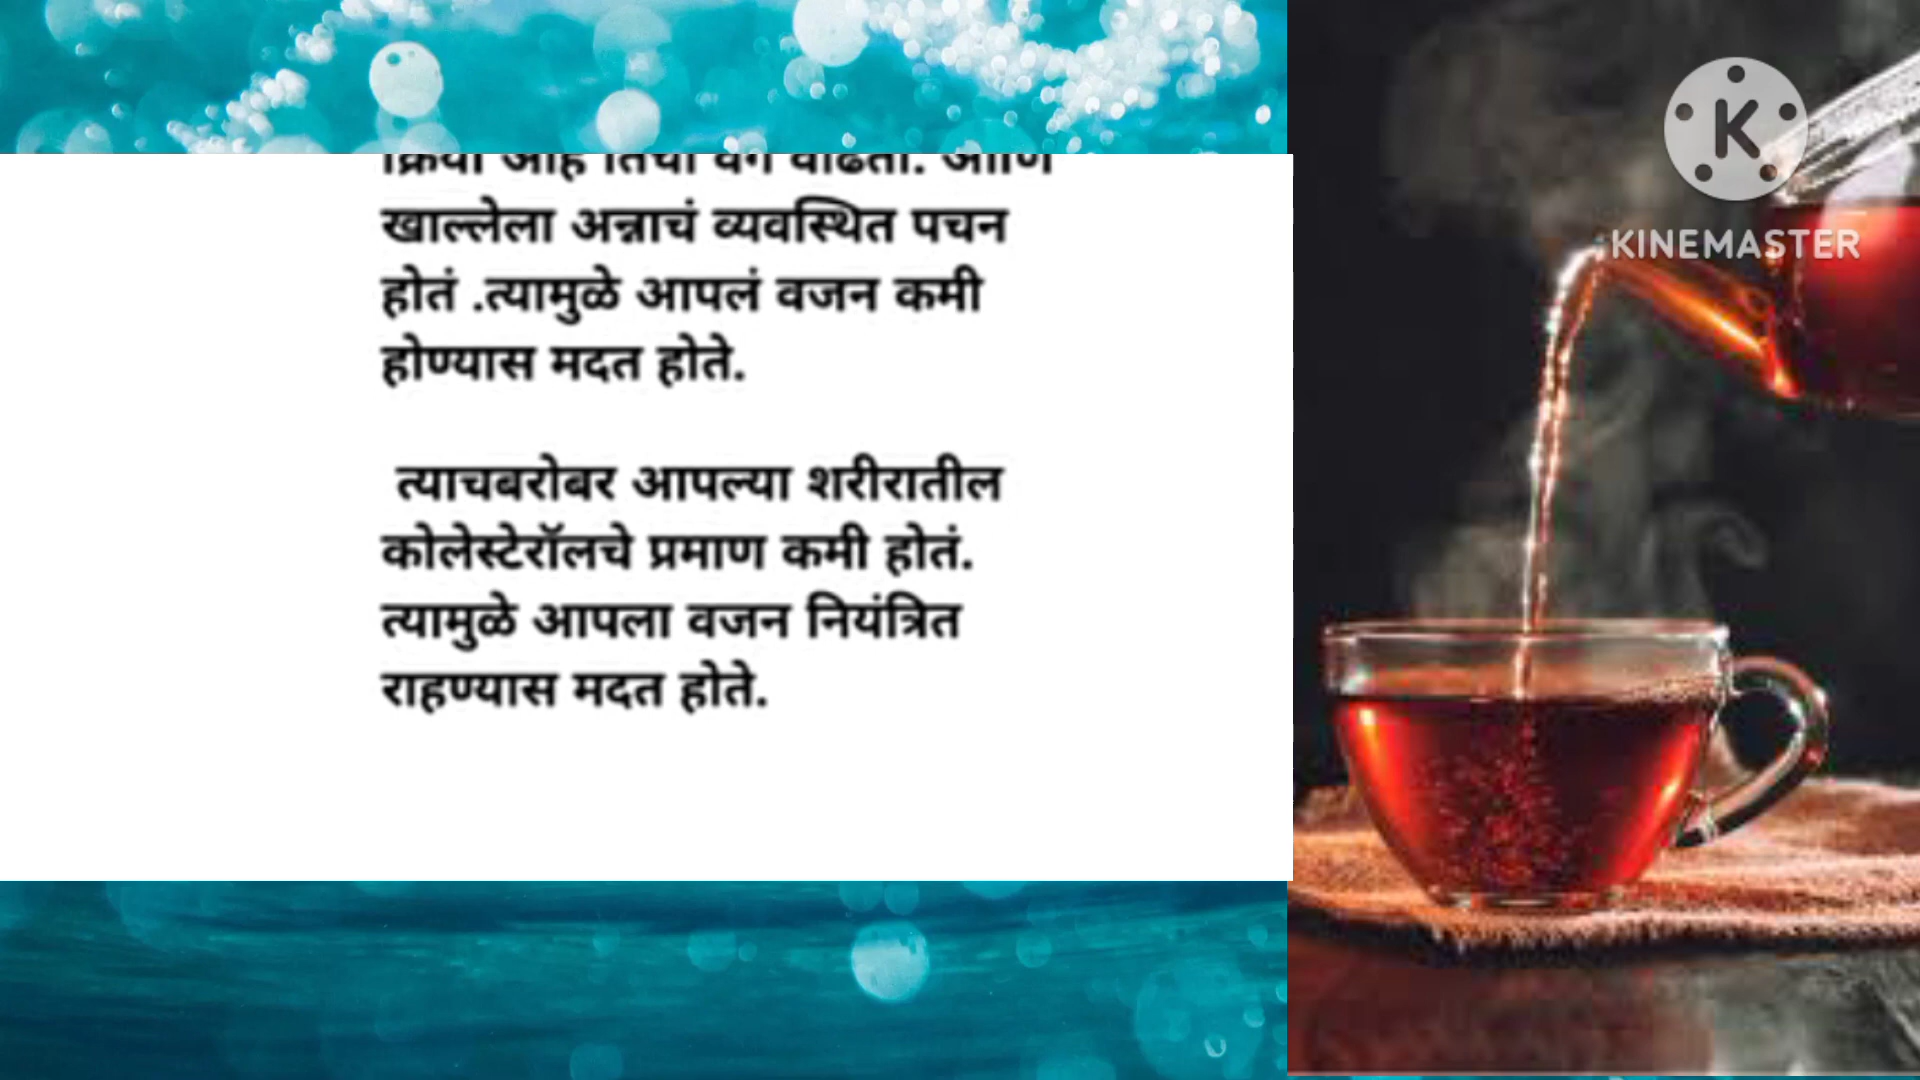 खाल्लेला अन्नाचं व्यवस्थित पचन
होतं .त्यामुळे आपलं वजन कमी
होण्यास मदत होते.
त्याचबरोबर आपल्या शरीरातील
कोलेस्टेरॉलचे प्रमाण कमी होतं.
त्यामुळे आपला वजन नियंत्रित
राहण्यास मदत होते.
K
KINEMASTER